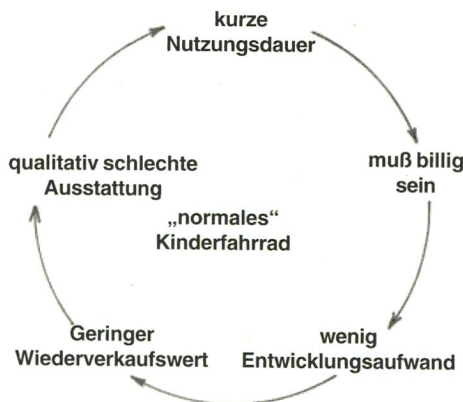 kurze
Nutzungsdauer
muß billig
sein
wenig
Entwicklungsaufwand
Geringer
Wiederverkaufswert
qualitativ schlechte
Ausstattung
„normales“
Kinderfahrrad